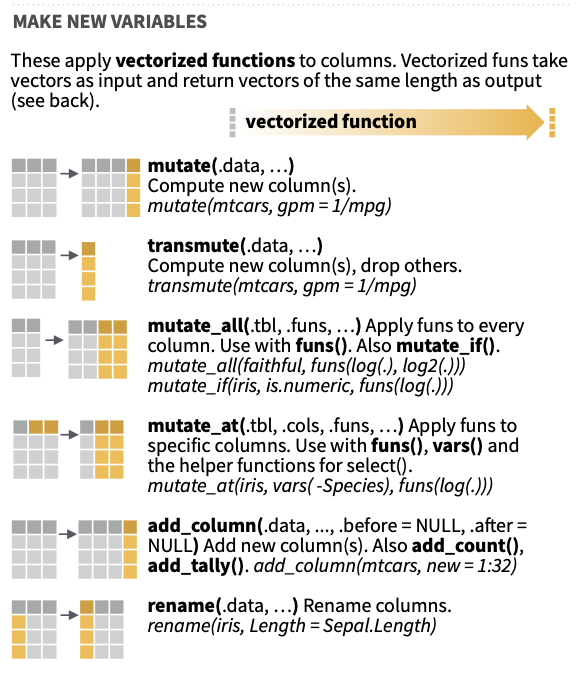 MAKE NEW VARIABLES
These apply vectorized functions to columns. Vectorized funs take
vectors as input and return vectors of the same length as output
(see back).
vectorized function
mutate(.data, …)
Compute new column(s).
mutate(mtcars, gpm = 1/mpg)
transmute(.data, …)
Compute new column(s), drop others.
transmute(mtcars, gpm = 1/mpg)
mutate_all(.tbl, .funs, …) Apply funs to every
column. Use with funs(). Also mutate_if().
mutate_all(faithful, funs(log(.), log2(.)))
mutate_if(iris, is.numeric, funs(log(.)))
mutate_at(.tbl, .cols, .funs, …) Apply funs to
specific columns. Use with funs(), vars() and
the helper functions for select().
mutate_at(iris, vars( -Species), funs(log(.)))
add_column(.data, ..., .before = NULL, .after =
NULL) Add new column(s). Also add_count(),
add_tally(). add_column(mtcars, new = 1:32)
rename(.data, …) Rename columns.
rename(iris, Length = Sepal.Length)